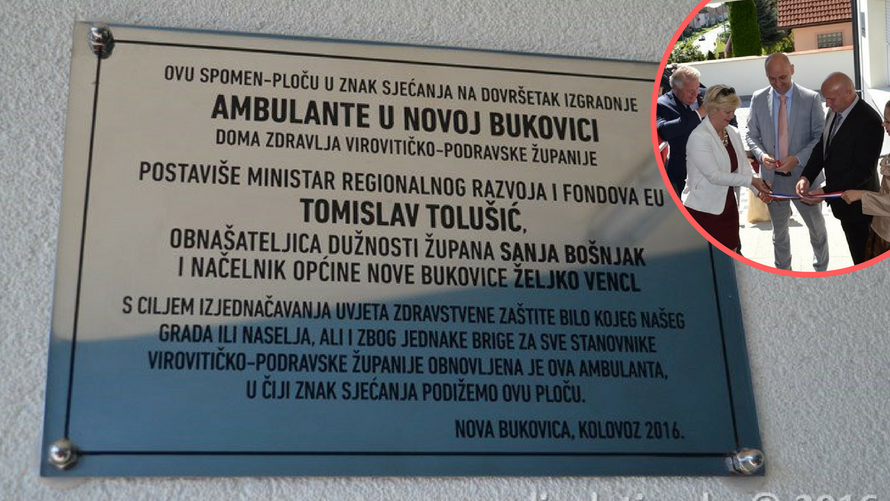 OVU SPOMEN-PLOČU U ZNAK SJEĆANJA NA DOVRŠETAK IZGRADNJE
AMBULANTE U NOVOJ BUKOVICI
DOMA ZDRAVLJA VIROVITIČKO-PODRAVSKE ŽUPANIJE
POSTAVIŠE MINISTAR REGIONALNOG RAZVOJA I FONDOVA EU
TOMISLAV TOLUŠIĆ,
OBNAŠATELJICA DUŽNOSTI ŽUPANA SANJA BOŠNJAK
I NAČELNIK OPĆINE NOVE BUKOVICE ŽELJKO VENCL
S CILJEM IZJEDNAČAVANJA UVJETA ZDRAVSTVENE ZAŠTITE BILO KOJEG NAŠEG
GRADA ILI NASELJA, ALI I ZBOG JEDNAKE BRIGE ZA SVE STANOVNIKE
VIROVITIČKO-PODRAVSKE ŽUPANIJE OBNOVLJENA JE OVA AMBULANTA,
U ČIJI ZNAK SJEĆANJA PODIŽEMO OVU PLOČU.
NOVA BUKOVICA, KOLOVOZ 2016.